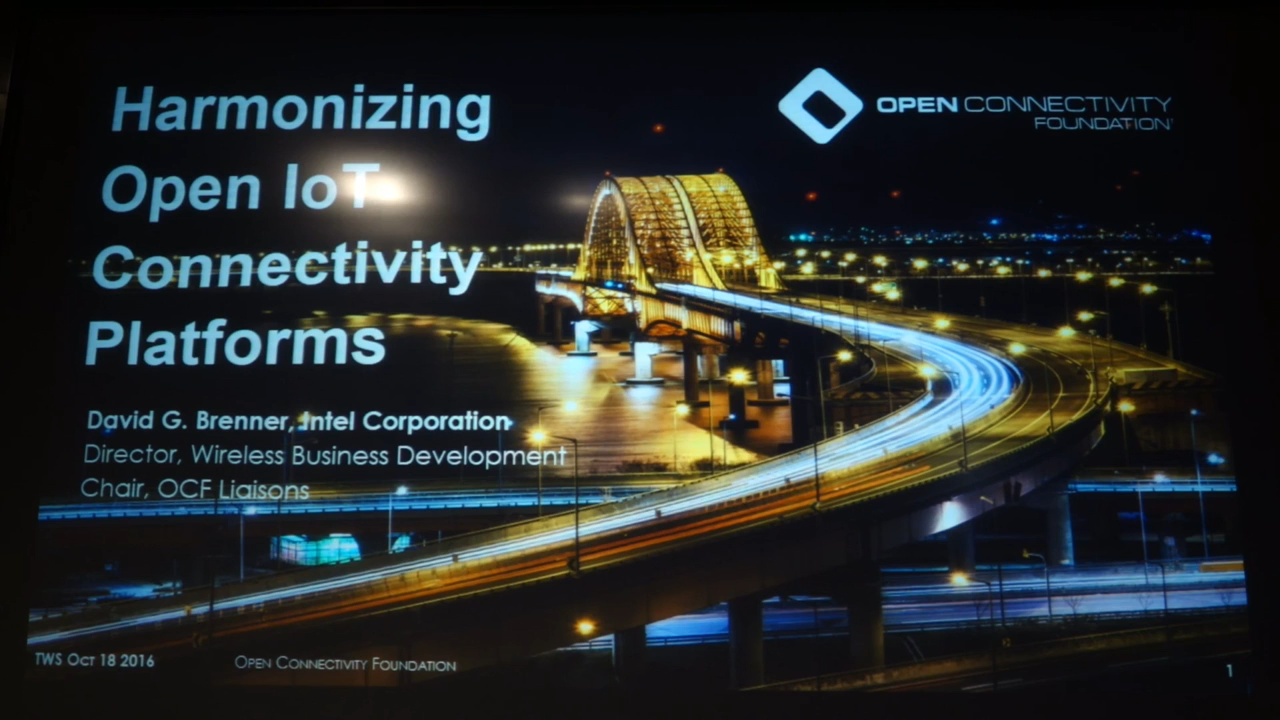 Harmonizing
Open IoT
Connectivity
Platforms
OPEN CONNECTIVITY
FOUNDATION
David G. Brenner, Intel Corporation
Director, Wireless Business Development
Chair, OCF Liaisons
TWS Oct 18 2016
Open Connectivity Foundation
1